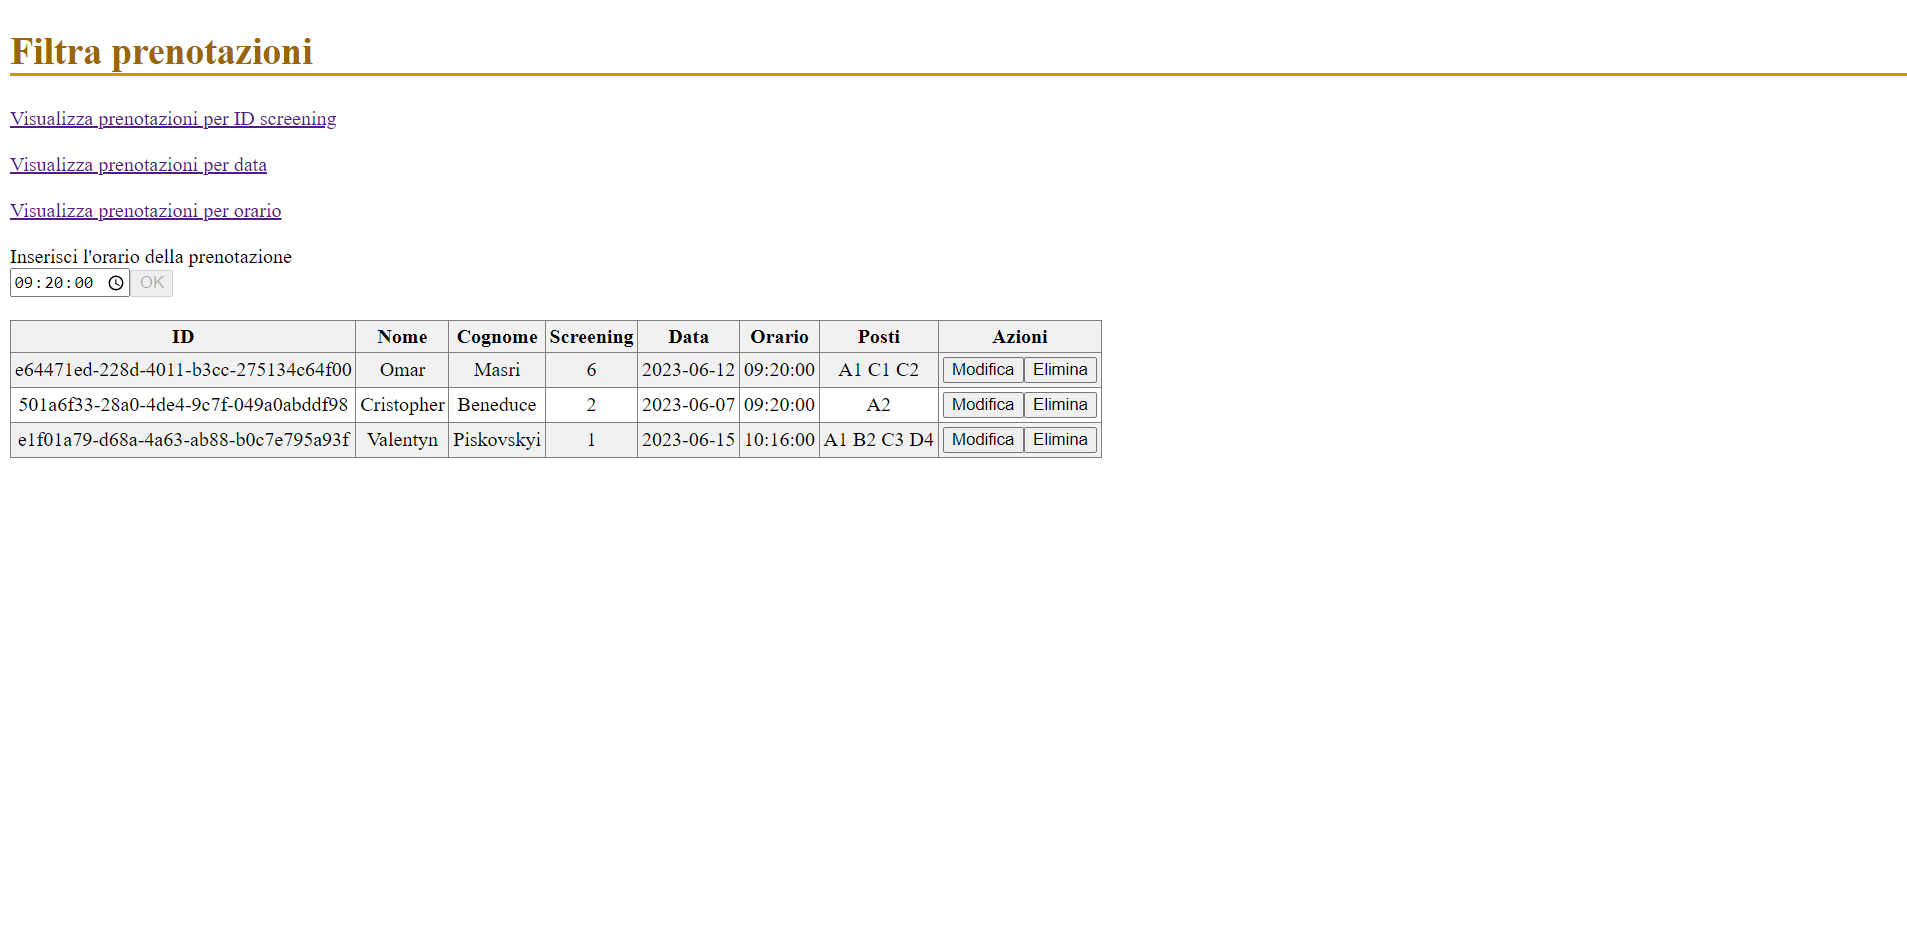 Filtra prenotazioni
Visualizza prenotazioni per ID screening
Visualizza prenotazioni per data
Visualizza prenotazioni per orario
Inserisci l'orario della prenotazione
09:20:00 OK
ID Nome Cognome Screening Data Orario Posti Azioni
e64471ed-228d-4011-b3cc-275134c64f00 Omar Masri 6 2023-06-12 09:20:00 A1 C1 C2 Modifica Elimina
501a6f33-28a0-4de4-9c7f-049a0abddf98 Cristopher Beneduce 2 2023-06-07 09:20:00 A2 Modifica Elimina
e1f01a79-d68a-4a63-ab88-b0c7e795a93f Valentyn Piskovskyi 1 2023-06-15 10:16:00 A1 B2 C3 D4 Modifica Elimina